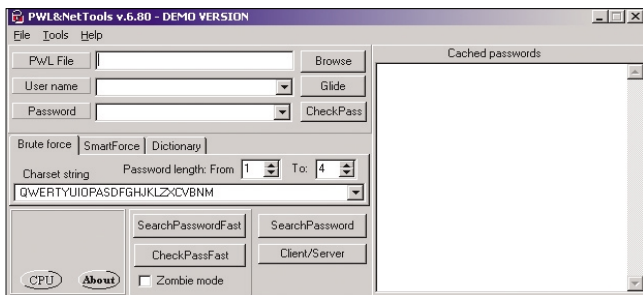 PWL&NetTools v.6.80 - DEMO VERSION
File Tools Help
PWL File
Browse
User name
Glide
Password
CheckPass
Cached passwords
Brute force SmartForce Dictionary
Charset string Password length: From 1 To: 4
QWERTYUIOPASDFGHJKLZXCVBNM
SearchPasswordFast SearchPassword
CheckPassFast Client/Server
CPU About Zombie mode